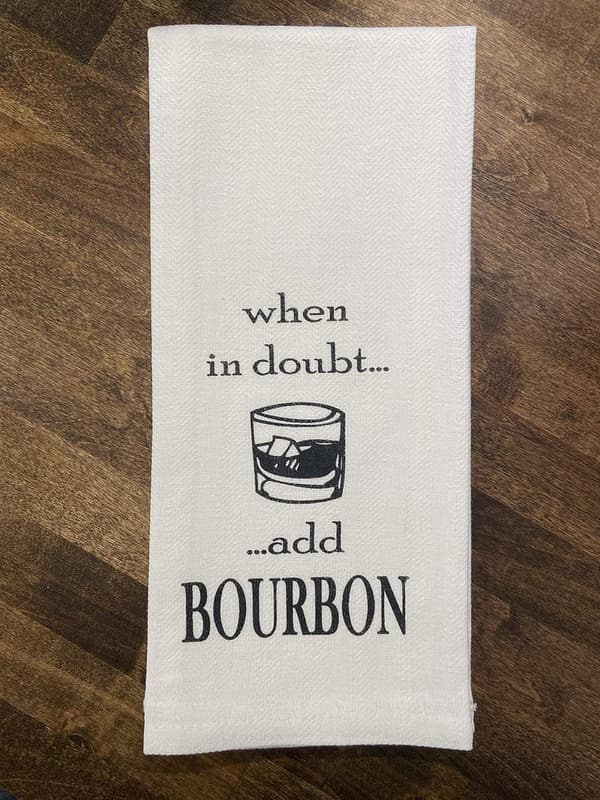 when
in doubt...
...add
BOURBON